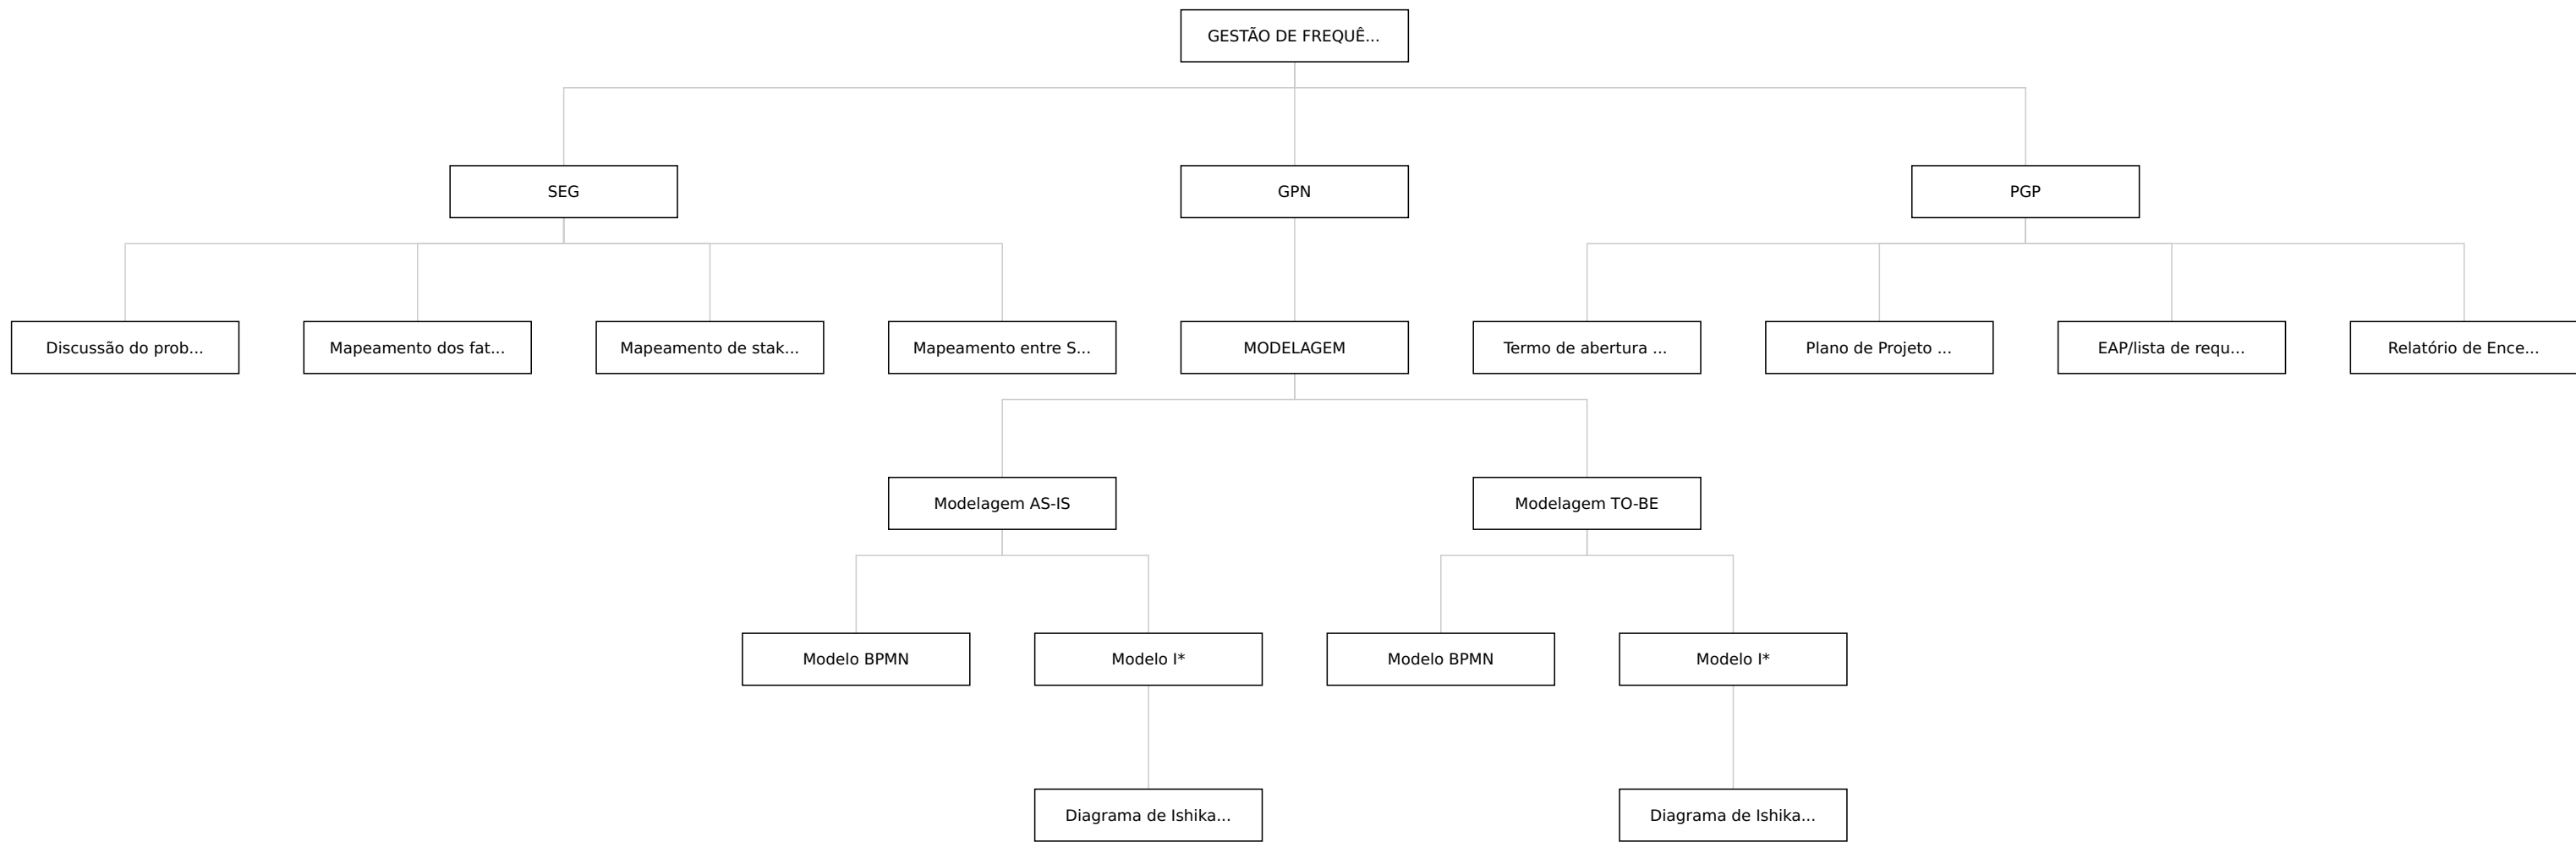 GESTÃO DE FREQUÊ...
SEG
GPN
PGP
Discussão do prob...
Mapeamento dos fat...
Mapeamento de stak...
Mapeamento entre S...
MODELAGEM
Termo de abertura ...
Plano de Projeto ...
EAP/lista de requ...
Relatório de Ence...
Modelagem AS-IS
Modelagem TO-BE
Modelo BPMN
Modelo I*
Modelo BPMN
Modelo I*
Diagrama de Ishika...
Diagrama de Ishika...